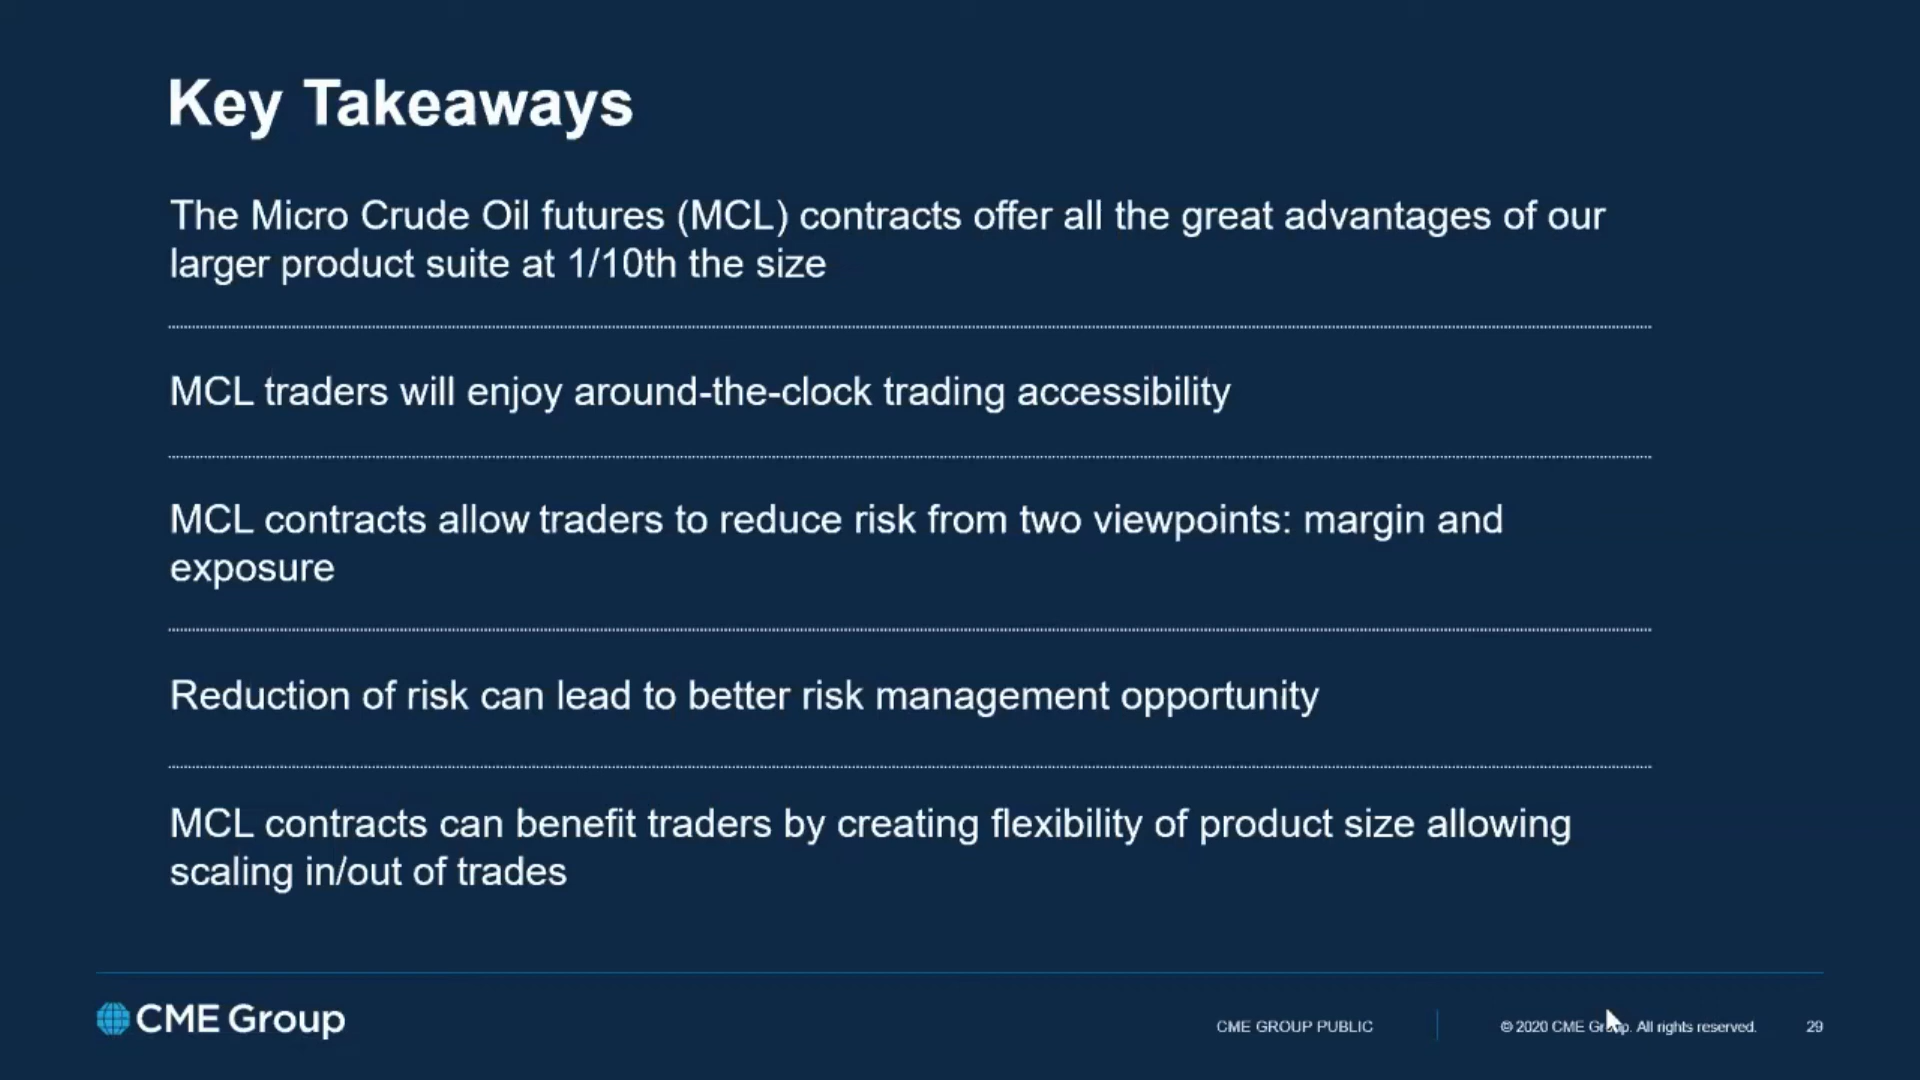 Key Takeaways
The Micro Crude Oil futures (MCL) contracts offer all the great advantages of our
larger product suite at 1/10th the size
MCL traders will enjoy around-the-clock trading accessibility
MCL contracts allow traders to reduce risk from two viewpoints: margin and
exposure
Reduction of risk can lead to better risk management opportunity
MCL contracts can benefit traders by creating flexibility of product size allowing
scaling in/out of trades
CME Group
CME GROUP PUBLIC
© 2020 CME Group. All rights reserved.
29